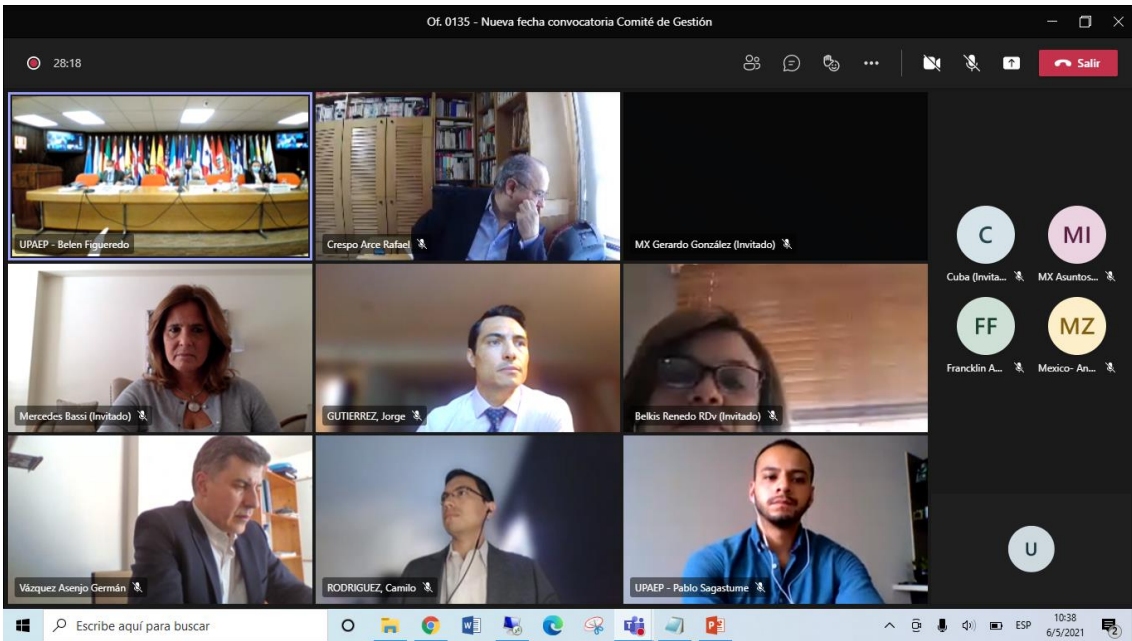 Of. 0135 - Nueva fecha convocatoria Comité de Gestión
28:18
Salir
UPAEP - Belen Figueredo
Crespo Arce Rafael
MX Gerardo González (Invitado)
C
MI
Cuba (Invita...
MX Asuntos...
Mercedes Bassi (Invitado)
GUTIERREZ, Jorge
Belkis Renedo RDv (Invitado)
FF
MZ
Francklin A...
Mexico- An...
Vázquez Asenjo Germán
RODRIGUEZ, Camilo
UPAEP - Pablo Sagastume
U
Escribe aquí para buscar
ESP
10:38
6/5/2021
2